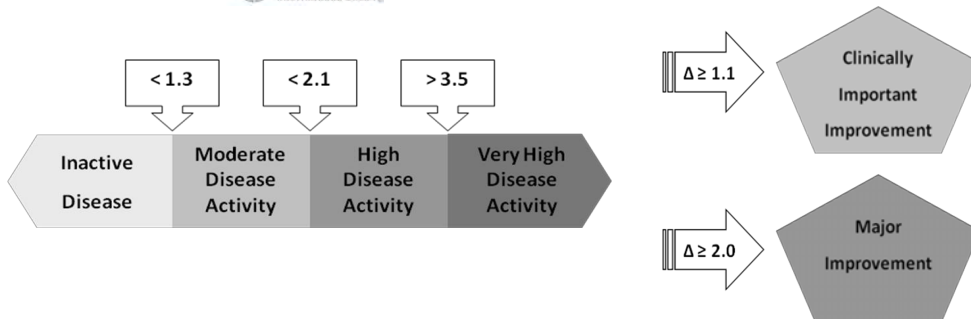 < 1.3
< 2.1
> 3.5
Inactive
Disease
Moderate
Disease
Activity
High
Disease
Activity
Very High
Disease
Activity
Δ ≥ 1.1
Clinically
Important
Improvement
Δ ≥ 2.0
Major
Improvement